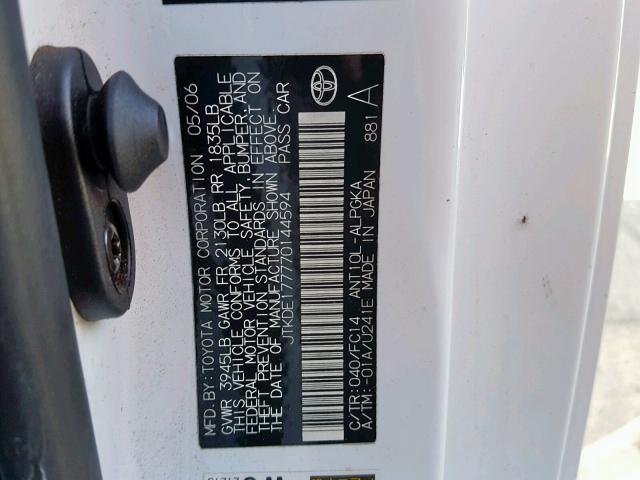 MFD. BY: TOYOTA MOTOR CORPORATION 05/06
GVWR 3945LB GAWR FR 2130LB RR 1835LB
THIS VEHICLE CONFORMS TO ALL APPLICABLE
FEDERAL MOTOR VEHICLE SAFETY, BUMPER, AND
THEFT PREVENTION STANDARDS IN EFFECT ON
THE DATE OF MANUFACTURE SHOWN ABOVE.
JTKDE177770144594 PASS CAR
C/TR: 040/FC14 ANT10L-ALPGKA
A/TM: -01A/U241E MADE IN JAPAN 881 A